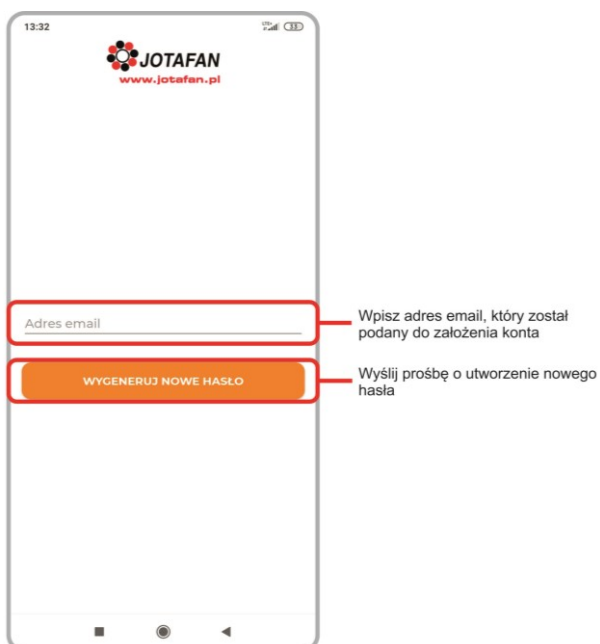 13:32
33
JOTAFAN
www.jotafan.pl
Adres email
Wpisz adres email, który został
podany do założenia konta
WYGENERUJ NOWE HASŁO
Wyślij prośbę o utworzenie nowego
hasła